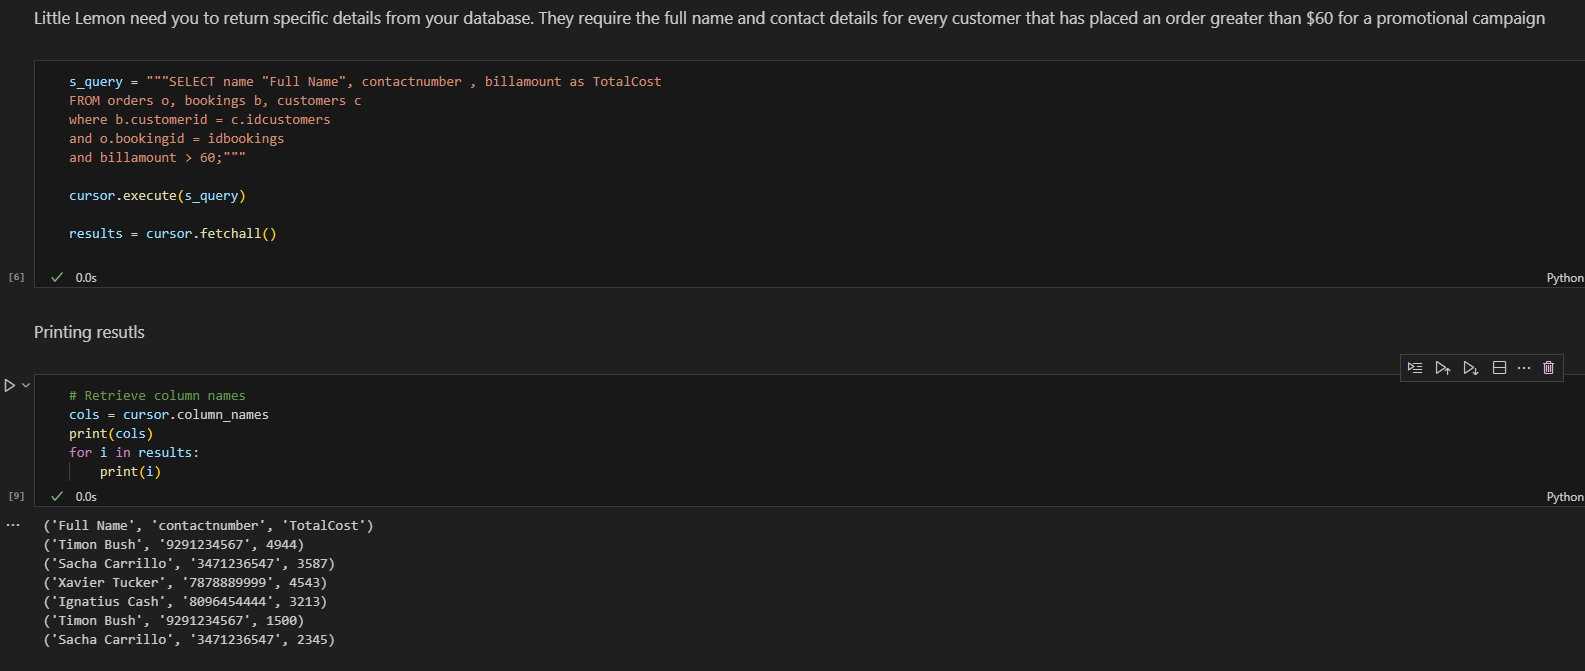 Little Lemon need you to return specific details from your database. They require the full name and contact details for every customer that has placed an order greater than $60 for a promotional campaign
s_query = """SELECT name "Full Name", contactnumber , billamount as TotalCost
FROM orders o, bookings b, customers c
where b.customerid = c.idcustomers
and o.bookingid = idbookings
and billamount > 60;"""
cursor.execute(s_query)
results = cursor.fetchall()
[6]
0.0s
Python
Printing resutls
# Retrieve column names
cols = cursor.column_names
print(cols)
for i in results:
    print(i)
[9]
0.0s
Python
('Full Name', 'contactnumber', 'TotalCost')
('Timon Bush', '9291234567', 4944)
('Sacha Carrillo', '3471236547', 3587)
('Xavier Tucker', '7878889999', 4543)
('Ignatius Cash', '8096454444', 3213)
('Timon Bush', '9291234567', 1500)
('Sacha Carrillo', '3471236547', 2345)